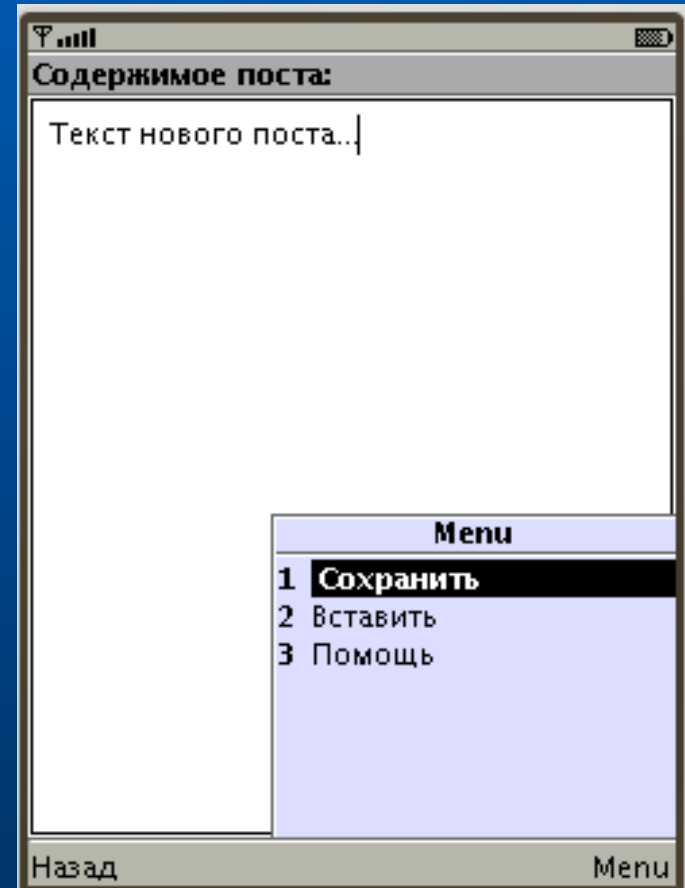 Содержимое поста:
Текст нового поста...
Menu
1 Сохранить
2 Вставить
3 Помощь
Назад Menu